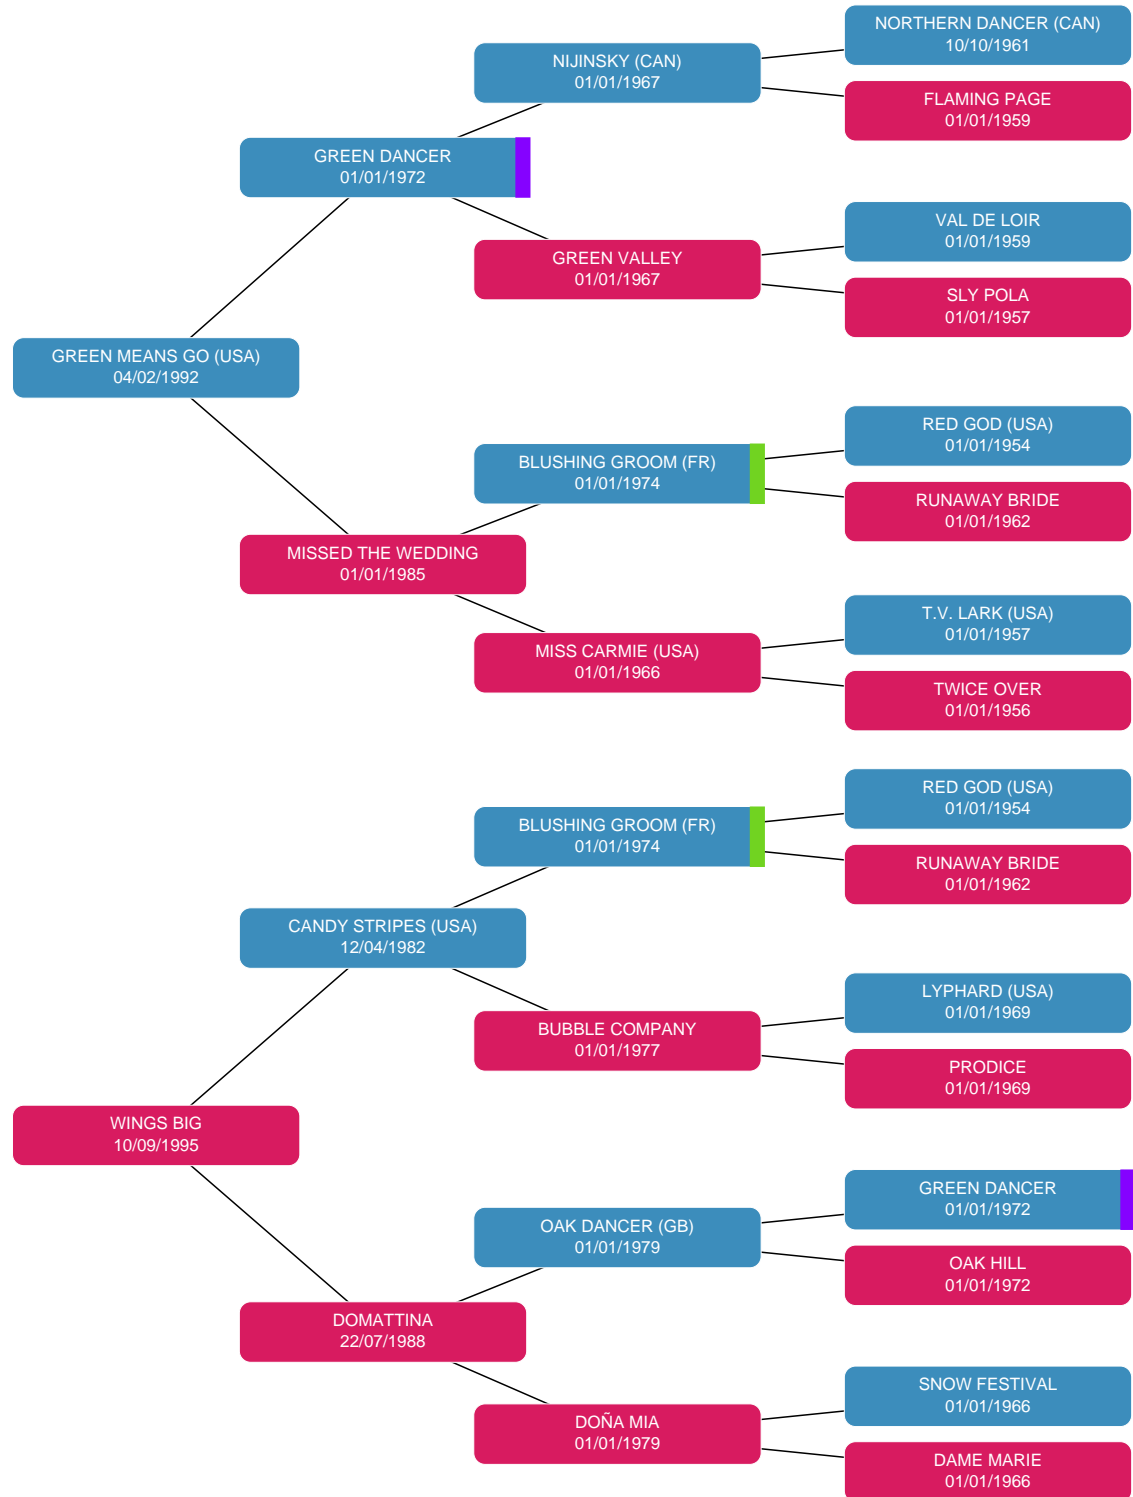 NORTHERN DANCER (CAN)
10/10/1961
NIJINSKY (CAN)
01/01/1967
FLAMING PAGE
01/01/1959
GREEN DANCER
01/01/1972
VAL DE LOIR
01/01/1959
GREEN VALLEY
01/01/1967
SLY POLA
01/01/1957
GREEN MEANS GO (USA)
04/02/1992
RED GOD (USA)
01/01/1954
BLUSHING GROOM (FR)
01/01/1974
RUNAWAY BRIDE
01/01/1962
MISSED THE WEDDING
01/01/1985
T.V. LARK (USA)
01/01/1957
MISS CARMIE (USA)
01/01/1966
TWICE OVER
01/01/1956
RED GOD (USA)
01/01/1954
BLUSHING GROOM (FR)
01/01/1974
RUNAWAY BRIDE
01/01/1962
CANDY STRIPES (USA)
12/04/1982
LYPHARD (USA)
01/01/1969
BUBBLE COMPANY
01/01/1977
PRODICE
01/01/1969
WINGS BIG
10/09/1995
GREEN DANCER
01/01/1972
OAK DANCER (GB)
01/01/1979
OAK HILL
01/01/1972
DOMATTINA
22/07/1988
SNOW FESTIVAL
01/01/1966
DOÑA MIA
01/01/1979
DAME MARIE
01/01/1966